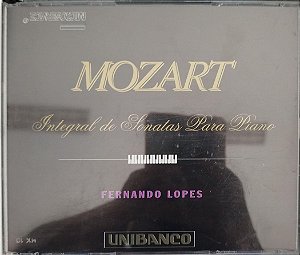 MOZART
Integral de Sonatas Para Piano
FERNANDO LOPES
UNIBANCO